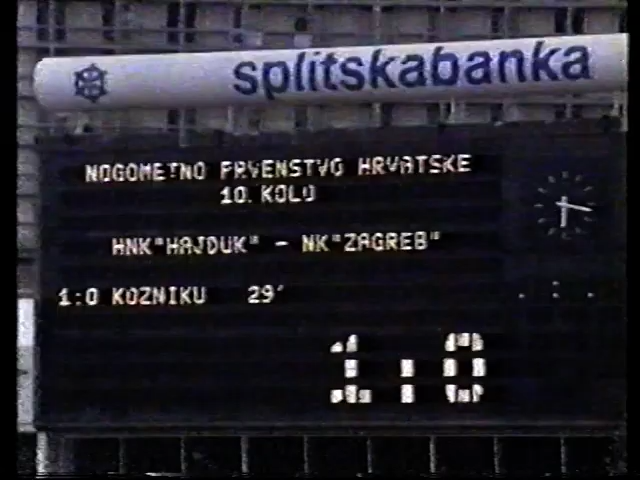 splitskabanka
NOGOMETNO PRVENSTVO HRVATSKE
10. KOLO
HNK"HAJDUK" - NK"ZAGREB"
1:0 KOZNIKU 29'
1:0